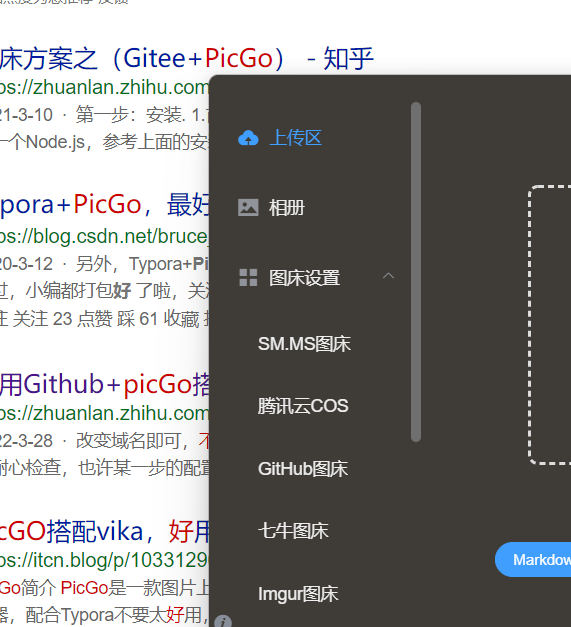 床方案之（Gitee+PicGo） - 知乎
ps://zhuanlan.zhihu.com
21-3-10 · 第一步：安装. 1.
一个Node.js，参考上面的安
pora+PicGo，最好
ps://blog.csdn.net/bruce_
20-3-12 · 另外，Typora+Pi
过，小编都打包好 了啦，关注
注 关注 23 点赞 踩 61 收藏 打
用Github+picGo搭
ps://zhuanlan.zhihu.com
22-3-28 · 改变域名即可，不
耐心检查，也许某一步的配置
cGO搭配vika，好用
ps://itcn.blog/p/1033129
Go简介 PicGo是一款图片上
器，配合Typora不要太好用，
上传区
相册
图床设置
SM.MS图床
腾讯云COS
GitHub图床
七牛图床
Imgur图床
Markdow